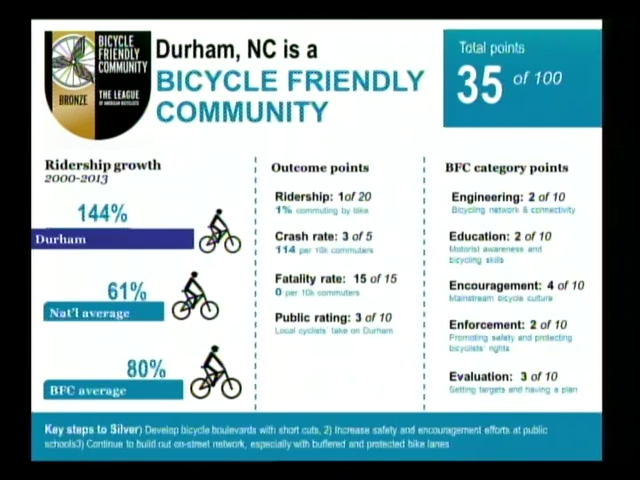 BICYCLE
FRIENDLY
COMMUNITY
BRONZE
THE LEAGUE
OF AMERICAN BICYCLISTS
Durham, NC is a
BICYCLE FRIENDLY
COMMUNITY
Total points
35 of 100
Ridership growth
2000-2013
144%
Durham
61%
Nat'l average
80%
BFC average
Outcome points
Ridership: 1of 20
1% commuting by bike
Crash rate: 3 of 5
114 per 10k commuters
Fatality rate: 15 of 15
0 per 10k commuters
Public rating: 3 of 10
Local cyclists' take on Durham
BFC category points
Engineering: 2 of 10
Bicycling network & connectivity
Education: 2 of 10
Motorist awareness and
bicycling skills
Encouragement: 4 of 10
Mainstream bicycle culture
Enforcement: 2 of 10
Promoting safety and protecting
bicyclists' rights
Evaluation: 3 of 10
Setting targets and having a plan
Key steps to Silver) Develop bicycle boulevards with short cuts, 2) Increase safety and encouragement efforts at public
schools3) Continue to build out on-street network, especially with buffered and protected bike lanes